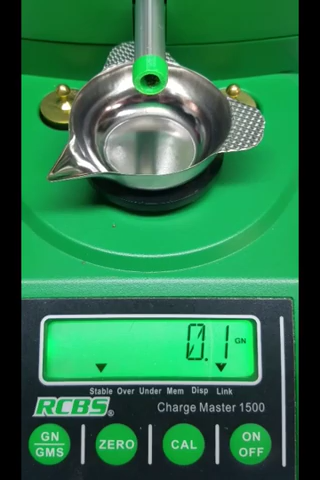 0.1 GN
Stable Over Under Mem Disp Link
RCBS® Charge Master 1500
GN GMS
ZERO
CAL
ON OFF